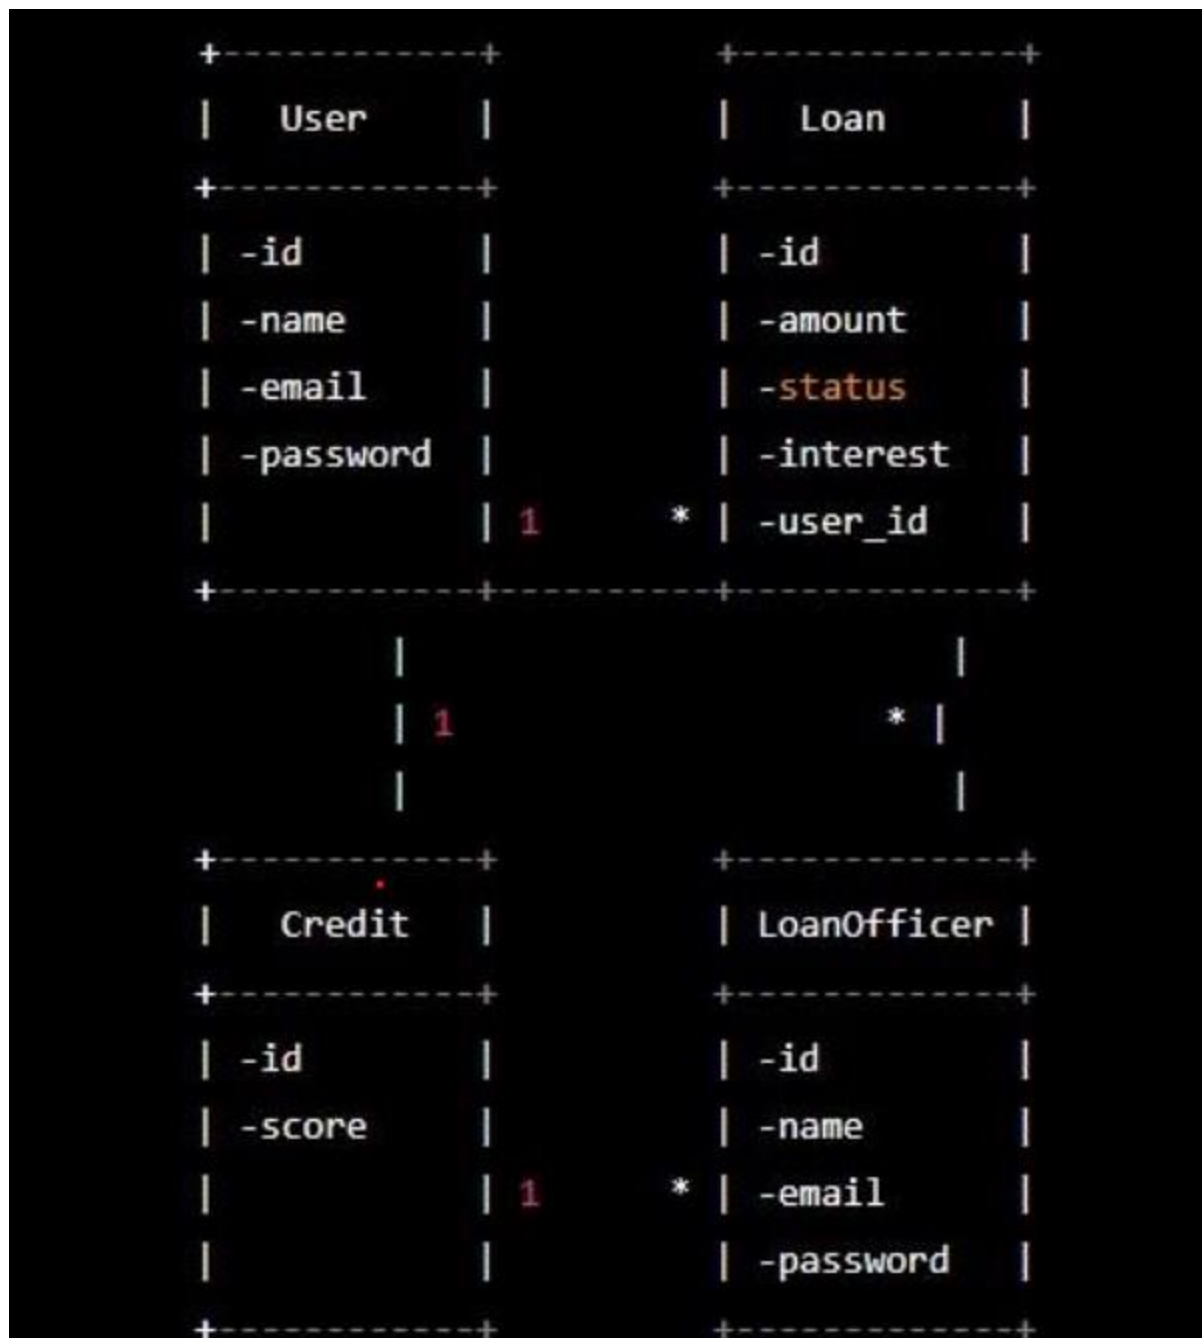 +------------+          +-------------+
|   User     |          |   Loan      |
+------------+          +-------------+
| -id        |          | -id         |
| -name      |          | -amount     |
| -email     |          | -status     |
| -password  |          | -interest   |
|            | 1      * | -user_id    |
+------------+----------+-------------+
         |                          |
         | 1                     * |
         |                          |
+------------+          +-------------+
|   Credit   |          | LoanOfficer |
+------------+          +-------------+
| -id        |          | -id         |
| -score     |          | -name       |
|            | 1      * | -email      |
|            |          | -password   |
+------------+          +-------------+